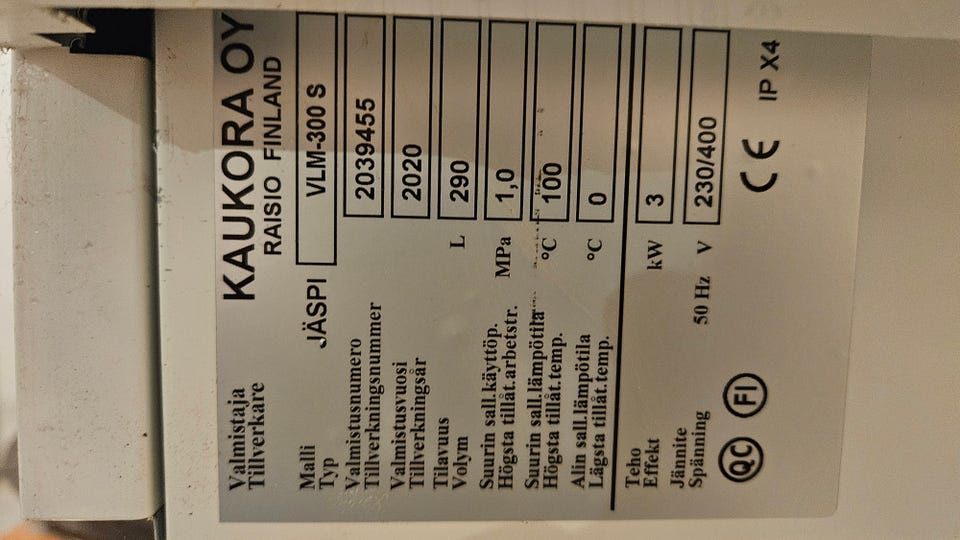 Valmistaja KAUKORA OY
Tillverkare RAISIO FINLAND
Malli
Typ JÄSPI VLM-300 S
Valmistusnumero
Tillverkningsnummer 2039455
Valmistusvuosi
Tillverkningsår 2020
Tilavuus
Volym L 290
Suurin sall.käyttöp.
Högsta tillåt.arbetstr. MPa 1,0
Suurin sall.lämpötila
Högsta tillåt.temp. °C 100
Alin sall.lämpötila
Lägsta tillåt.temp. °C 0
Teho
Effekt kW 3
Jännite
Spänning 50 Hz V 230/400
QC FI CE IP X4